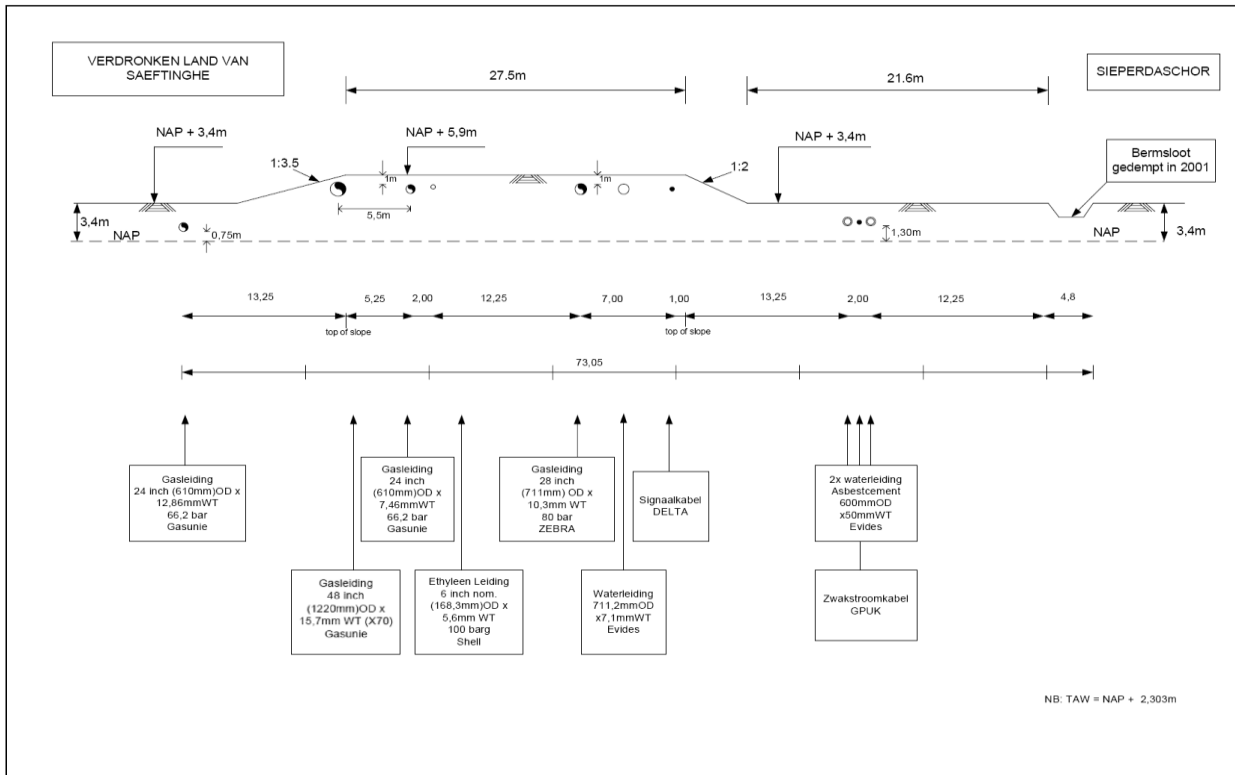 VERDRONKEN LAND VAN
SAEFTINGHE
27.5m
21.6m
SIEPERDASCHOR
NAP + 3,4m
NAP + 5,9m
NAP + 3,4m
Bermsloot
gedempt in 2001
1:3.5
1m
1m
1:2
5,5m
3,4m
NAP
0,75m
1,30m
NAP
3,4m
13,25
5,25
2,00
12,25
7,00
1,00
13,25
2,00
12,25
4,8
top of slope
top of slope
73,05
Gasleiding
24 inch (610mm)OD x
12,86mmWT
66,2 bar
Gasunie
Gasleiding
24 inch
(610mm)OD x
7,46mmWT
66,2 bar
Gasunie
Gasleiding
28 inch
(711mm) OD x
10,3mm WT
80 bar
ZEBRA
Signaalkabel
DELTA
2x waterleiding
Asbestcement
600mmOD
x50mmWT
Evides
Gasleiding
48 inch
(1220mm)OD x
15,7mm WT (X70)
Gasunie
Ethyleen Leiding
6 inch nom.
(168,3mm)OD x
5,6mm WT
100 barg
Shell
Waterleiding
711,2mmOD
x7,1mmWT
Evides
Zwakstroomkabel
GPUK
NB: TAW = NAP + 2,303m